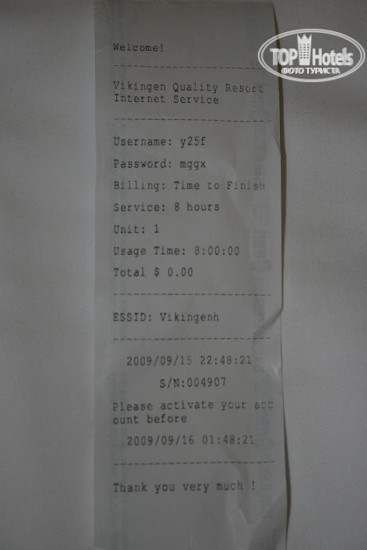 TOP Hotels
ФОТО ТУРИСТА
Welcome!
Vikingen Quality Resort
Internet Service
Username: y25f
Password: mqgx
Billing: Time to Finish
Service: 8 hours
Unit: 1
Usage Time: 8:00:00
Total $ 0.00
ESSID: Vikingenh
2009/09/15 22:48:21
S/N:004907
Please activate your acc
ount before
2009/09/16 01:48:21
Thank you very much !